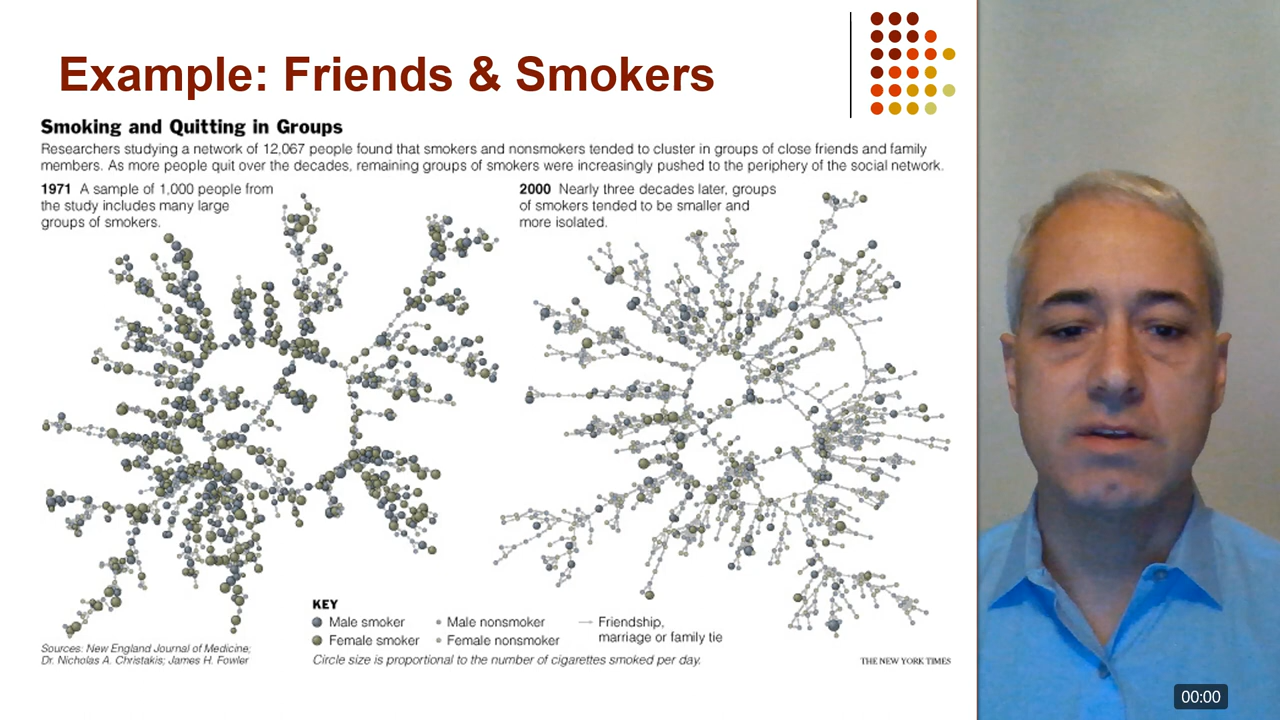 Example: Friends & Smokers
Smoking and Quitting in Groups
Researchers studying a network of 12,067 people found that smokers and nonsmokers tended to cluster in groups of close friends and family
members. As more people quit over the decades, remaining groups of smokers were increasingly pushed to the periphery of the social network.
1971 A sample of 1,000 people from
the study includes many large
groups of smokers.
2000 Nearly three decades later, groups
of smokers tended to be smaller and
more isolated.
KEY
Male smoker
Female smoker
Male nonsmoker
Female nonsmoker
Friendship,
marriage or family tie
Circle size is proportional to the number of cigarettes smoked per day.
Sources: New England Journal of Medicine;
Dr. Nicholas A. Christakis; James H. Fowler
THE NEW YORK TIMES
00:00